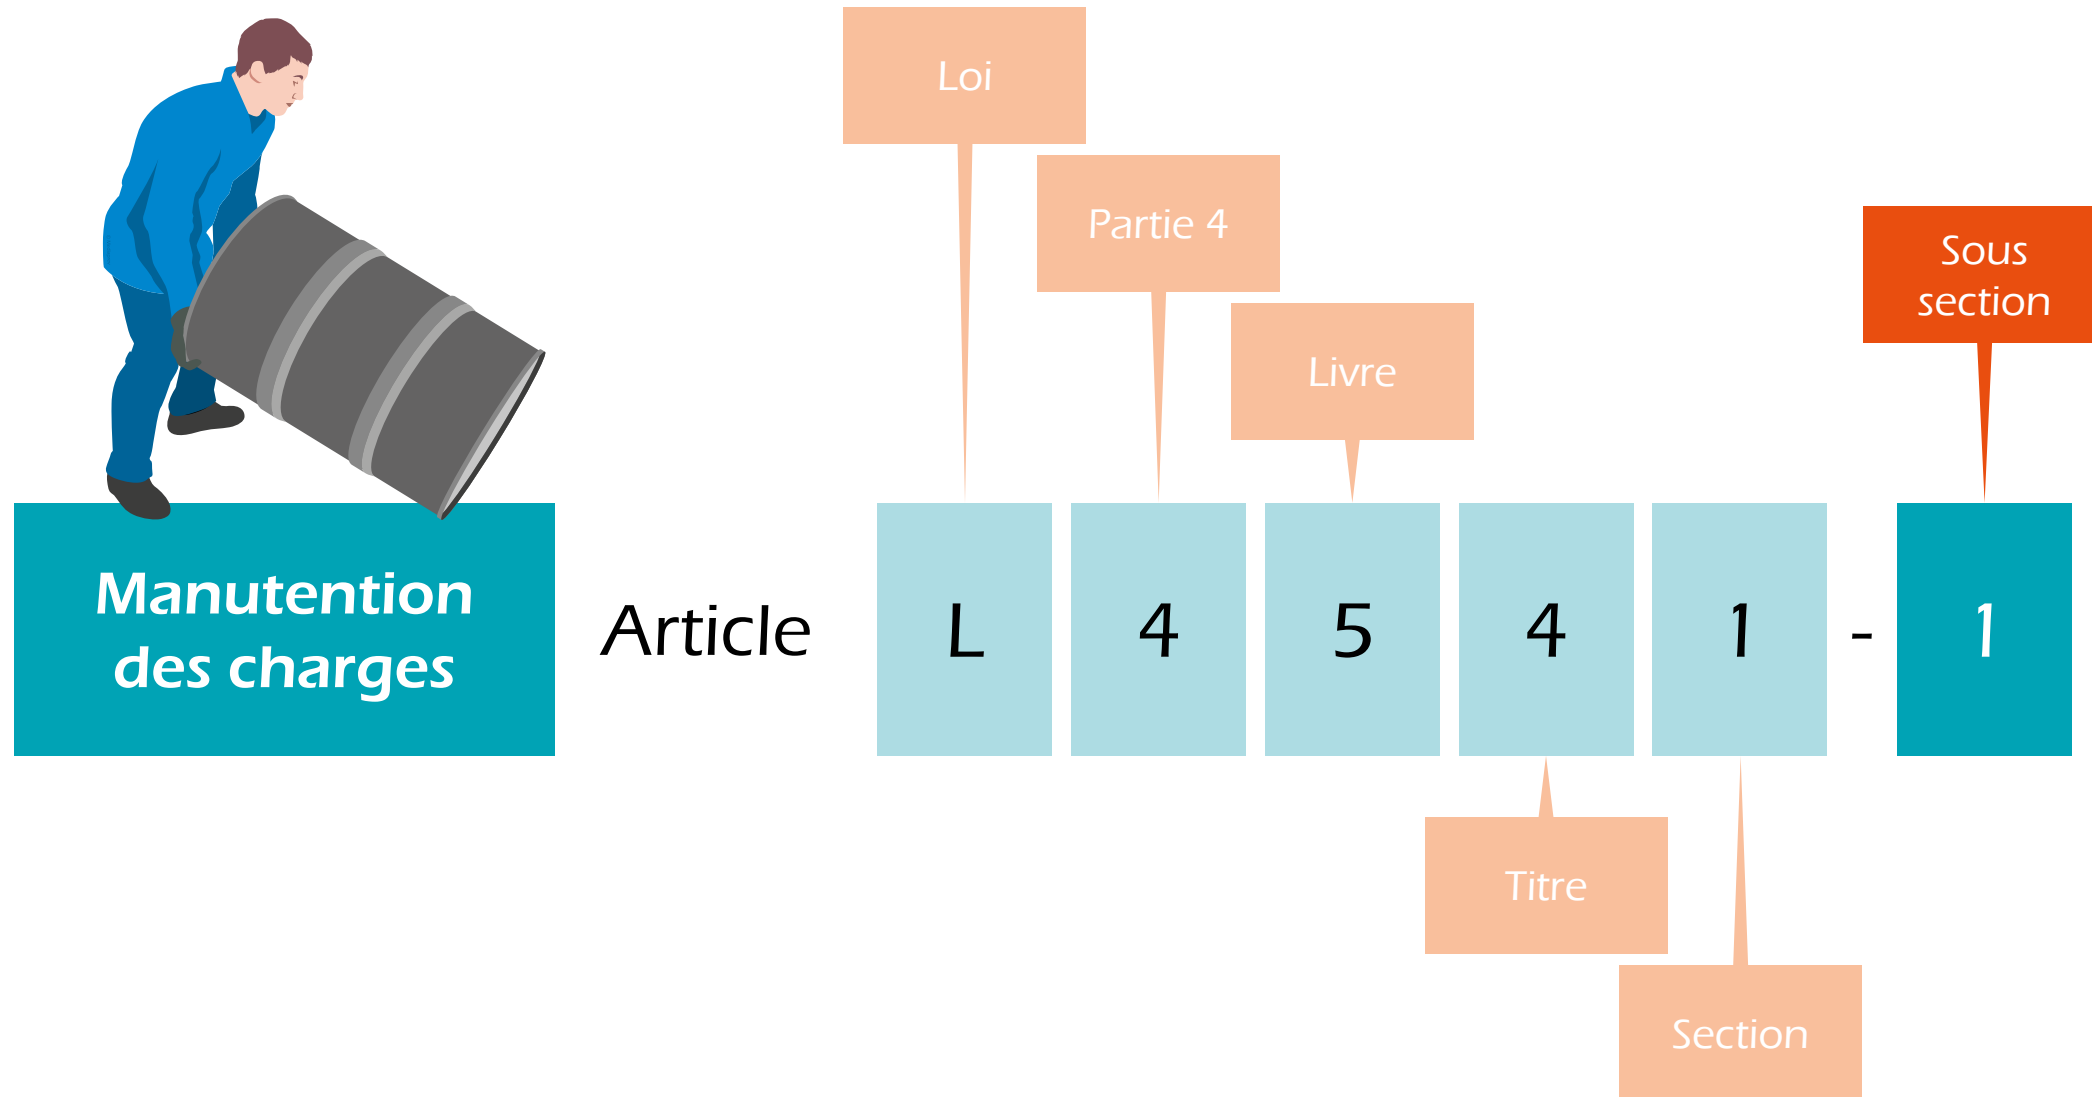 Loi
Partie 4
Livre
Sous
section
Manutention
des charges
Article L 4 5 4 1 - 1
Titre
Section